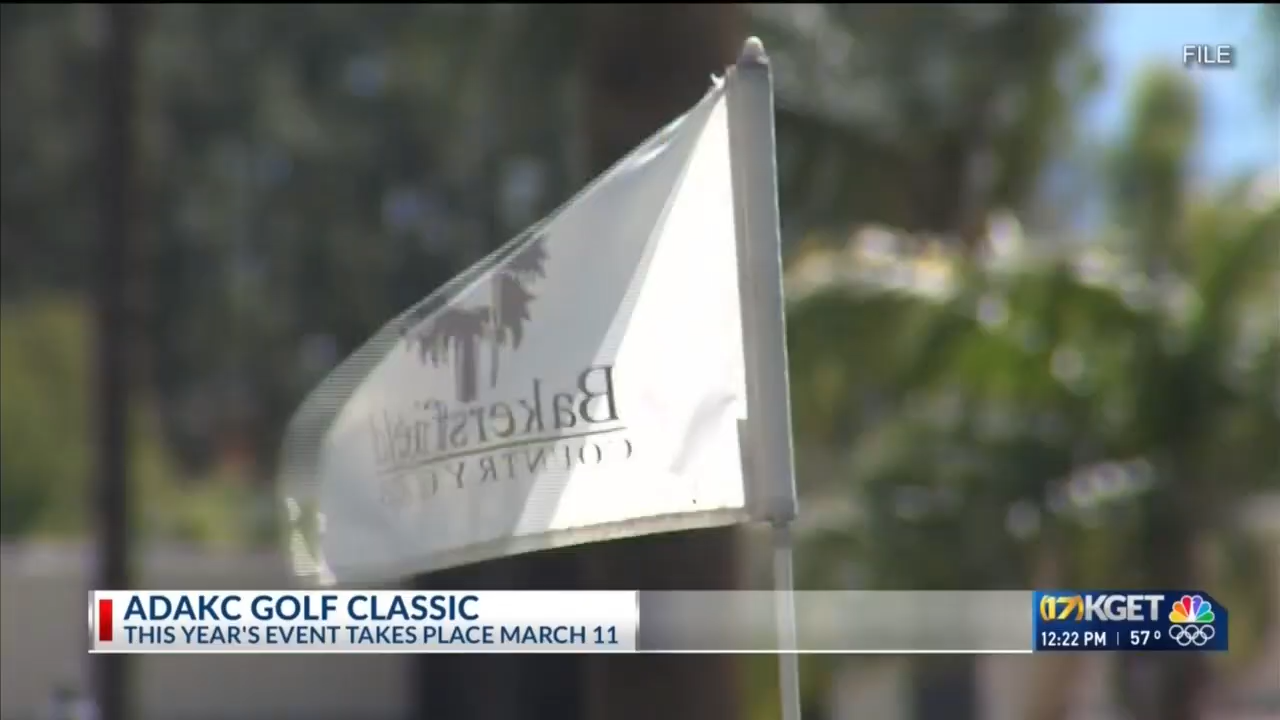 FILE
Bakersfield
COUNTRY
ADAKC GOLF CLASSIC
THIS YEAR'S EVENT TAKES PLACE MARCH 11
17 KGET
12:22 PM | 57°